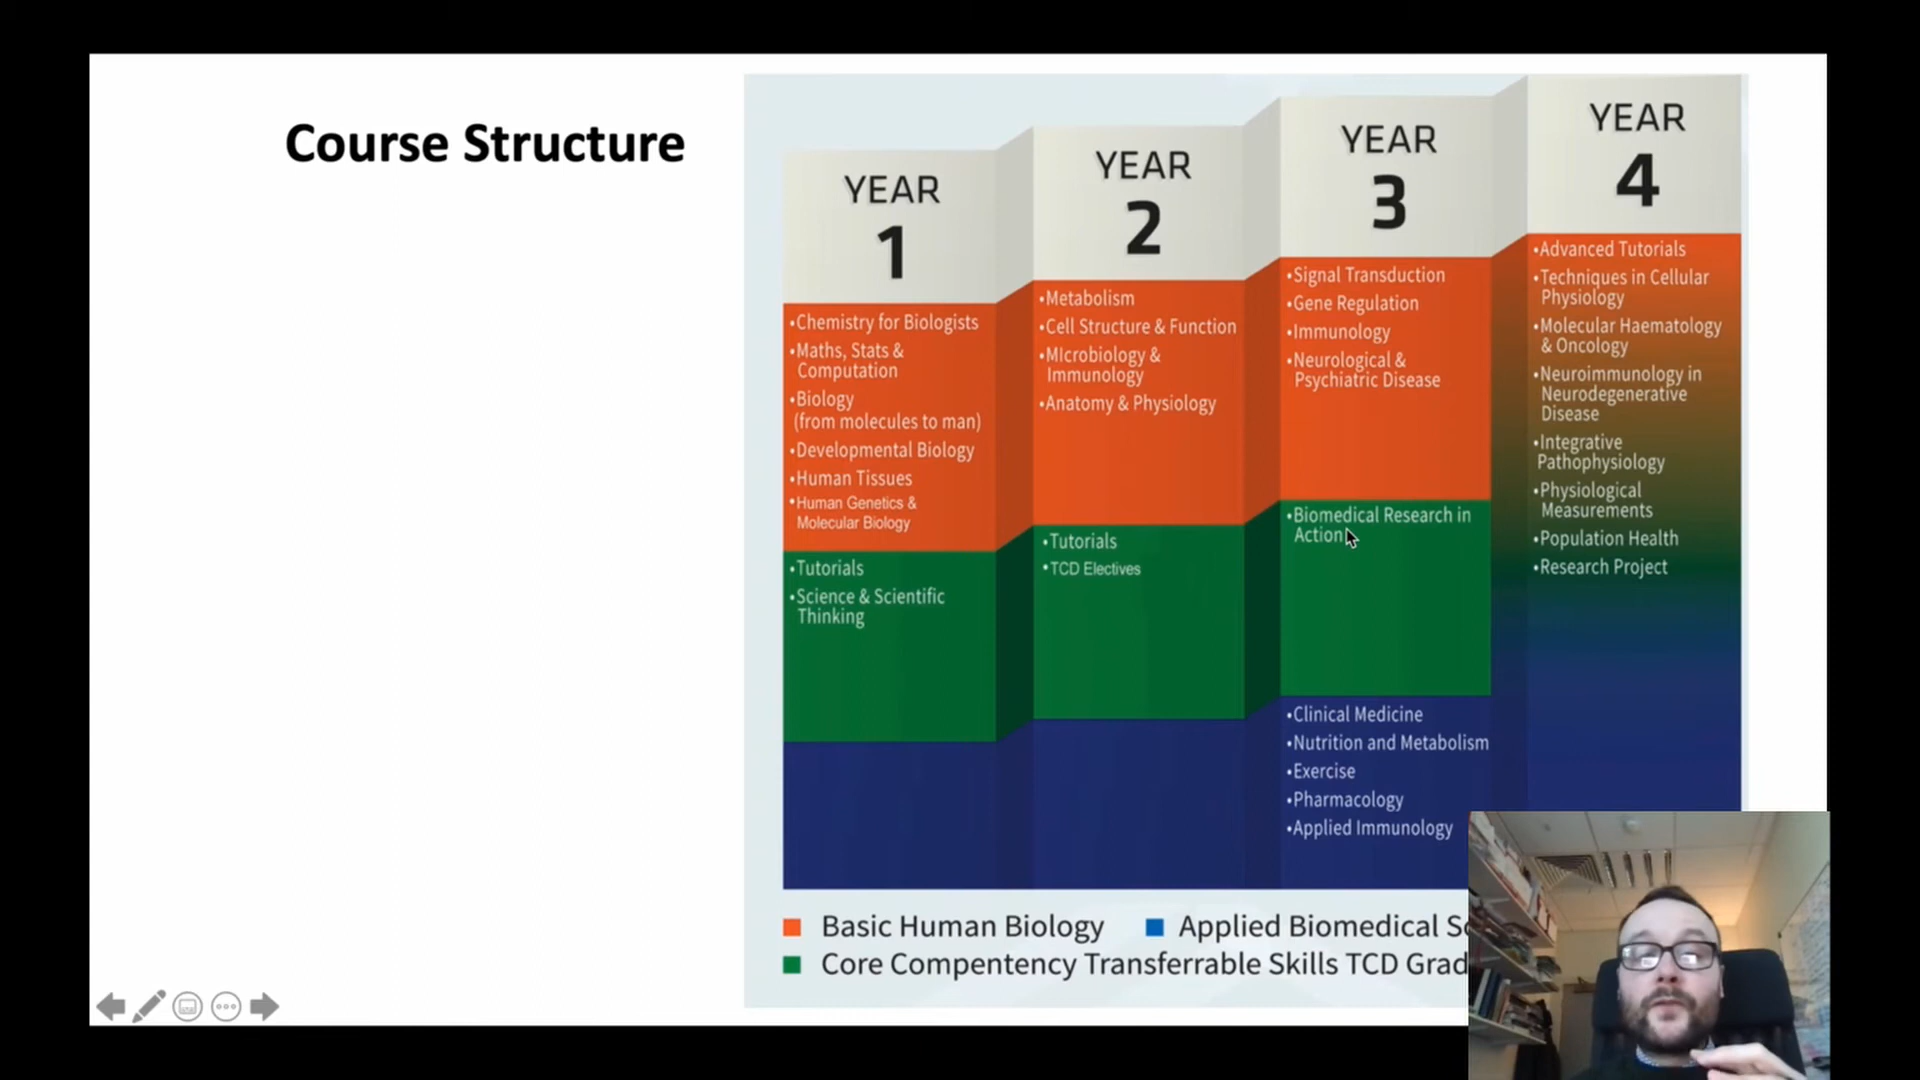 Course Structure
YEAR
1
•Chemistry for Biologists
•Maths, Stats &
Computation
•Biology
(from molecules to man)
•Developmental Biology
•Human Tissues
•Human Genetics &
Molecular Biology
•Tutorials
•Science & Scientific
Thinking
YEAR
2
•Metabolism
•Cell Structure & Function
•MIcrobiology &
Immunology
•Anatomy & Physiology
•Tutorials
•TCD Electives
YEAR
3
•Signal Transduction
•Gene Regulation
•Immunology
•Neurological &
Psychiatric Disease
•Biomedical Research in
Action
•Clinical Medicine
•Nutrition and Metabolism
•Exercise
•Pharmacology
•Applied Immunology
YEAR
4
•Advanced Tutorials
•Techniques in Cellular
Physiology
•Molecular Haematology
& Oncology
•Neuroimmunology in
Neurodegenerative
Disease
•Integrative
Pathophysiology
•Physiological
Measurements
•Population Health
•Research Project
Basic Human Biology
Applied Biomedical
Core Compentency Transferrable Skills TCD Grad